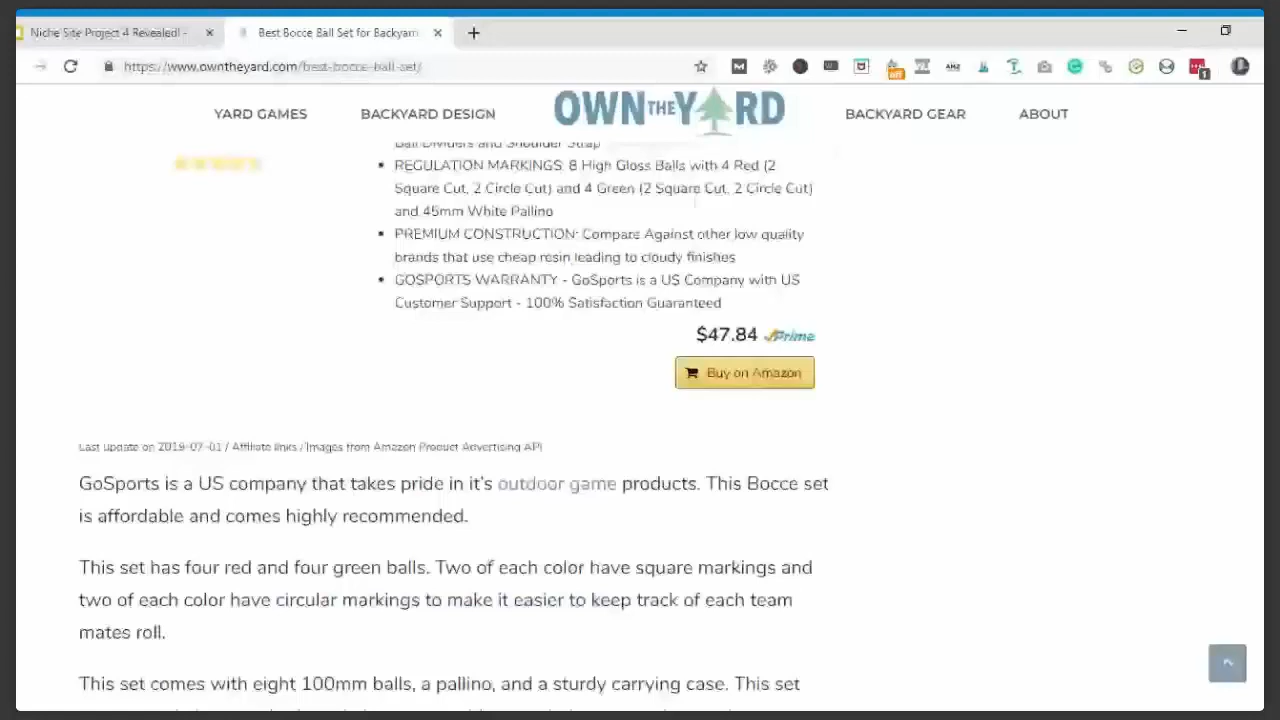 Niche Site Project 4 Revealed! -
Best Bocce Ball Set for Backyarn
https://www.owntheyard.com/best-bocce-ball-set/
YARD GAMES
BACKYARD DESIGN
OWN THE YARD
BACKYARD GEAR
ABOUT
Ball Dividers and Shoulder Strap
REGULATION MARKINGS: 8 High Gloss Balls with 4 Red (2
Square Cut, 2 Circle Cut) and 4 Green (2 Square Cut, 2 Circle Cut)
and 45mm White Pallino
PREMIUM CONSTRUCTION: Compare Against other low quality
brands that use cheap resin leading to cloudy finishes
GOSPORTS WARRANTY - GoSports is a US Company with US
Customer Support - 100% Satisfaction Guaranteed
$47.84 Prime
Buy on Amazon
Last update on 2019-07-01 / Affiliate links / Images from Amazon Product Advertising API
GoSports is a US company that takes pride in it's outdoor game products. This Bocce set
is affordable and comes highly recommended.
This set has four red and four green balls. Two of each color have square markings and
two of each color have circular markings to make it easier to keep track of each team
mates roll.
This set comes with eight 100mm balls, a pallino, and a sturdy carrying case. This set